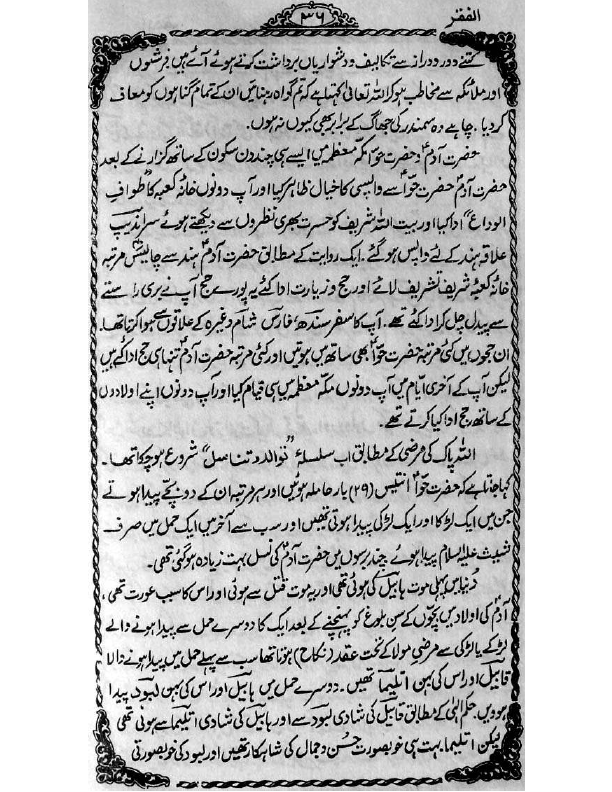 الفقر
۳۶
کتنے دور دراز سے تکالیف و دشواریاں برداشت کرتے ہوئے آئے ہیں فرشتوں
اور ملائکہ سے مخاطب ہو کر اللہ تعالیٰ کہتا ہے کہ تم گواہ رہنا میں ان کے تمام گناہوں کو معاف
کر دیا۔ چاہے وہ سمندر کی جھاگ کے برابر بھی کیوں نہ ہوں۔
حضرت آدمؑ و حضرت حوّاؑ مکہ معظمہ میں ایسے ہی چند دن سکون کے ساتھ گزارنے کے بعد
حضرت آدمؑ حضرت حوّاؑ سے واپسی کا خیال ظاہر کیا اور آپ دونوں خانہ کعبہ کا "طوافِ
الوداع" ادا کیا اور بیت اللہ شریف کو حسرت بھری نظروں سے دیکھتے ہوئے سراندیپ
علاقہ ہند کے لئے واپس ہو گئے۔ ایک روایت کے مطابق حضرت آدمؑ ہند سے چالیس مرتبہ
خانہ کعبہ شریف تشریف لائے اور حج و زیارت ادا کئے یہ پورے حج آپ نے بری راستے
سے پیدل چل کر ادا کئے تھے۔ آپ کا سفر سندھ، فارس شام وغیرہ کے علاقوں سے ہوا کرتا تھا۔
ان حجوں میں کئی مرتبہ حضرت حوّاؑ بھی ساتھ میں ہوتیں اور کئی مرتبہ حضرت آدمؑ تنہا ہی حج ادا کئے ہیں
لیکن آپ کے آخری ایّام میں آپ دونوں مکہ معظمہ میں ہی قیام کیا اور آپ دونوں اپنے اولادوں
کے ساتھ حج ادا کیا کرتے تھے۔
اللہ پاک کی مرضی کے مطابق اب سلسلۂ "توالد و تناسل" شروع ہو چکا تھا۔
کہا جاتا ہے کہ حضرت حوّاؑ انتیس (۲۹) بار حاملہ ہوئیں اور ہر مرتبہ ان کے دو بچے پیدا ہوتے
جن میں ایک لڑکا اور ایک لڑکی پیدا ہوتی تھیں اور سب سے آخر میں ایک حمل میں صرف
شیث علیہ السلام پیدا ہوئے چند برسوں میں حضرت آدمؑ کی نسل بہت زیادہ ہو گئی تھی۔
دُنیا میں پہلی موت ہابیل کی ہوئی تھی اور یہ موت قتل سے ہوئی اور اس کا سبب عورت تھی،
آدمؑ کی اولاد میں بچّوں کے سن بلوغ کو پہنچنے کے بعد ایک کا دوسرے حمل سے پیدا ہونے والے
لڑکے یا لڑکی سے مرضیِ مولا کے تحت عقد (نکاح) ہوتا تھا سب سے پہلے حمل میں پیدا ہونے والا
قابیل اور اس کی بہن اقلیما تھیں۔ دوسرے حمل میں ہابیل اور اس کی بہن لبود پیدا
ہوویں۔ حکم الٰہی کے مطابق قابیل کی شادی لبود سے اور ہابیل کی شادی اقلیما سے ہوئی تھی
لیکن اقلیما بہت ہی خوبصورت حسن و جمال کی شاہکار تھیں اور لبود کی خوبصورتی